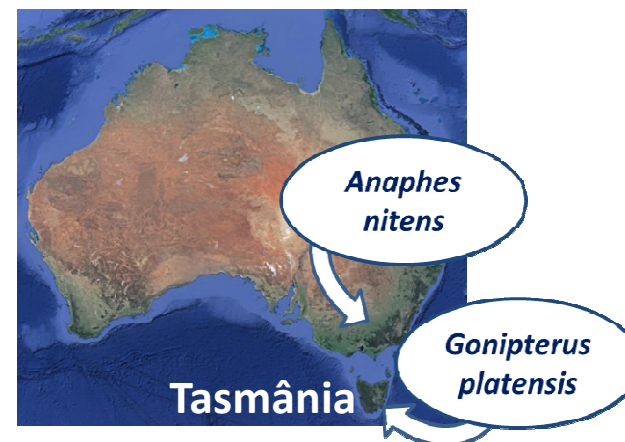 Anaphes
nitens
Gonipterus
platensis
Tasmânia